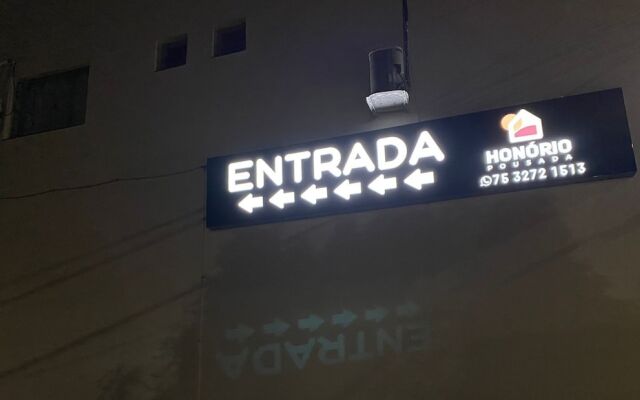 ENTRADA
←←←←←←
HONÓRIO
POUSADA
75 3272 1513